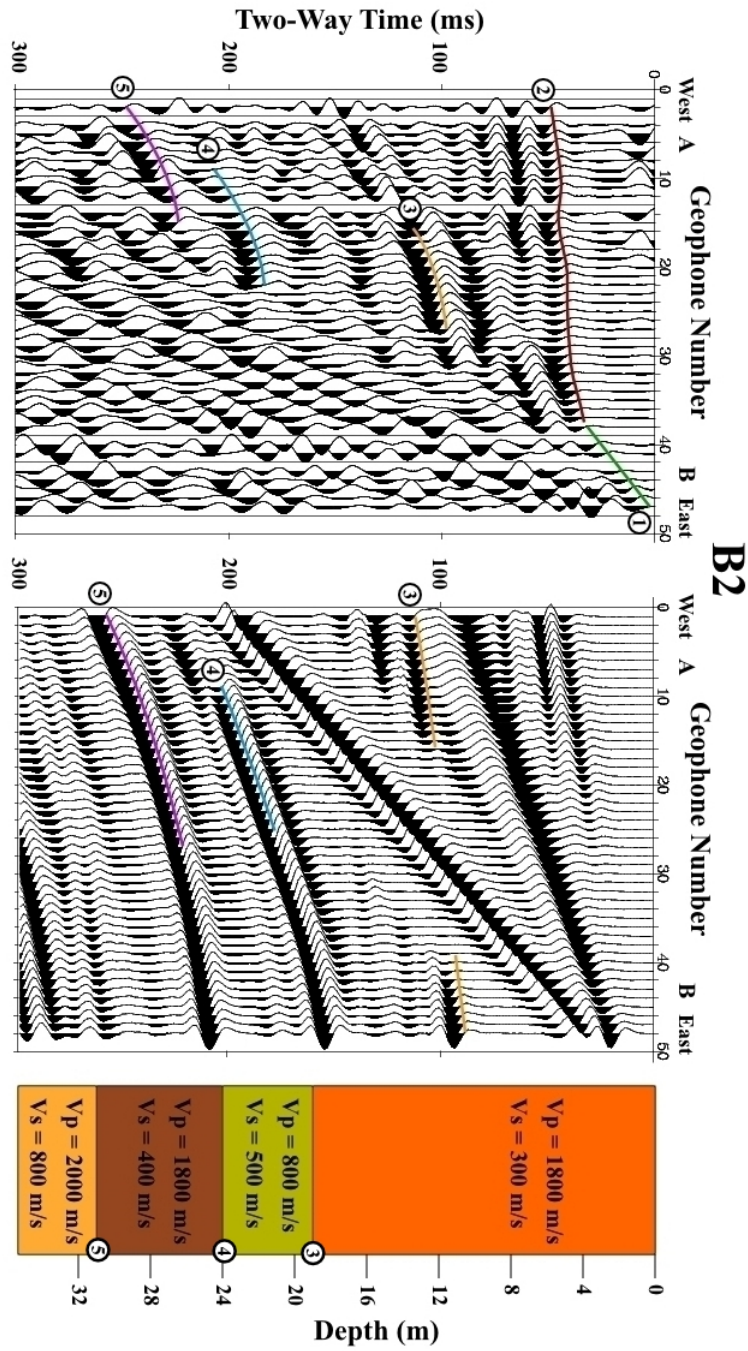 B2
Geophone Number
West A B East
0 10 20 30 40 50
Two-Way Time (ms)
0
100
200
300
①
②
③
④
⑤
Geophone Number
West A B East
0 10 20 30 40 50
100
200
300
③
④
⑤
Vp = 1800 m/s
Vs = 300 m/s
③
Vp = 800 m/s
Vs = 500 m/s
④
Vp = 1800 m/s
Vs = 400 m/s
⑤
Vp = 2000 m/s
Vs = 800 m/s
0
4
8
12
16
20
24
28
32
Depth (m)